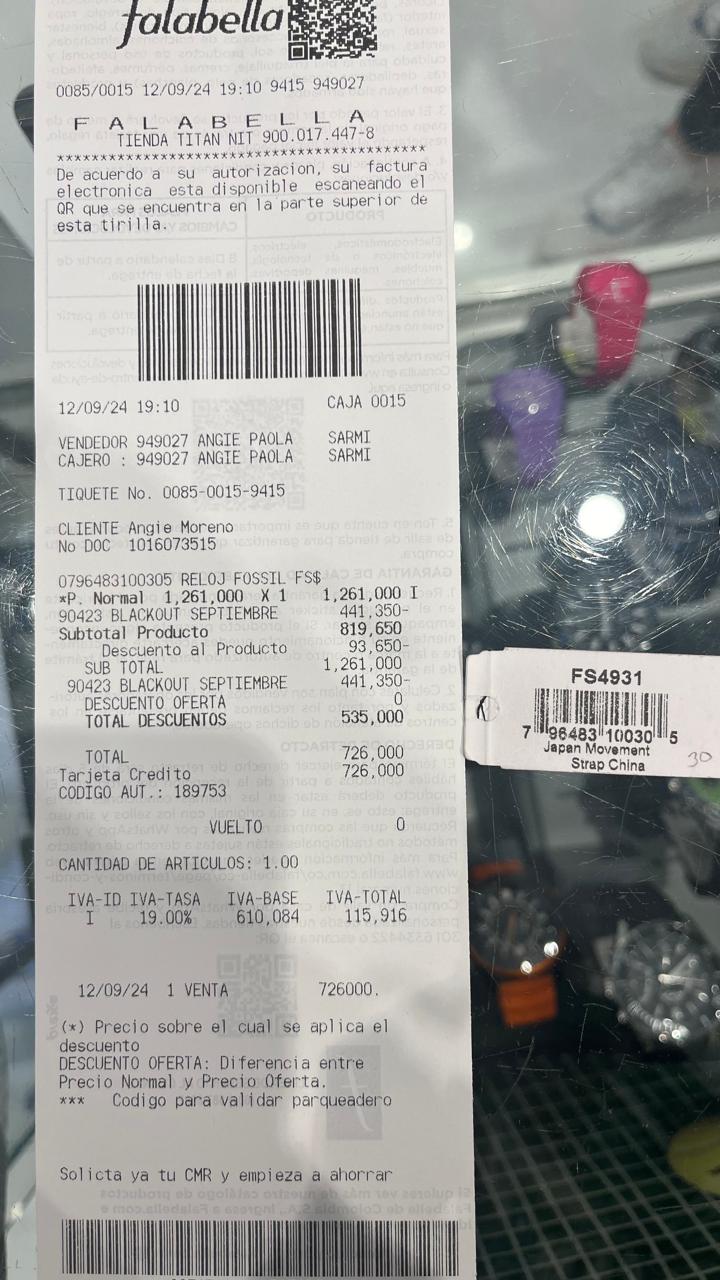 falabella
0085/0015 12/09/24 19:10 9415 949027
F A L A B E L L A
TIENDA TITAN NIT 900.017.447-8
********************************************
De acuerdo a su autorizacion, su factura
electronica esta disponible escaneando el
QR que se encuentra en la parte superior de
esta tirilla.
12/09/24 19:10 CAJA 0015
VENDEDOR 949027 ANGIE PAOLA SARMI
CAJERO : 949027 ANGIE PAOLA SARMI
TIQUETE No. 0085-0015-9415
CLIENTE Angie Moreno
No DOC 1016073515
0796483100305 RELOJ FOSSIL FS$
*P. Normal 1,261,000 X 1 1,261,000 I
90423 BLACKOUT SEPTIEMBRE 441,350-
Subtotal Producto 819,650
Descuento al Producto 93,650-
SUB TOTAL 1,261,000
90423 BLACKOUT SEPTIEMBRE 441,350-
DESCUENTO OFERTA 0
TOTAL DESCUENTOS 535,000
TOTAL 726,000
Tarjeta Credito 726,000
CODIGO AUT.: 189753
VUELTO 0
CANTIDAD DE ARTICULOS: 1.00
IVA-ID IVA-TASA IVA-BASE IVA-TOTAL
I 19.00% 610,084 115,916
12/09/24 1 VENTA 726000.
(*) Precio sobre el cual se aplica el
descuento
DESCUENTO OFERTA: Diferencia entre
Precio Normal y Precio Oferta.
*** Codigo para validar parqueadero
Solicta ya tu CMR y empieza a ahorrar
FS4931
7 96483 10030 5
Japan Movement
Strap China
30